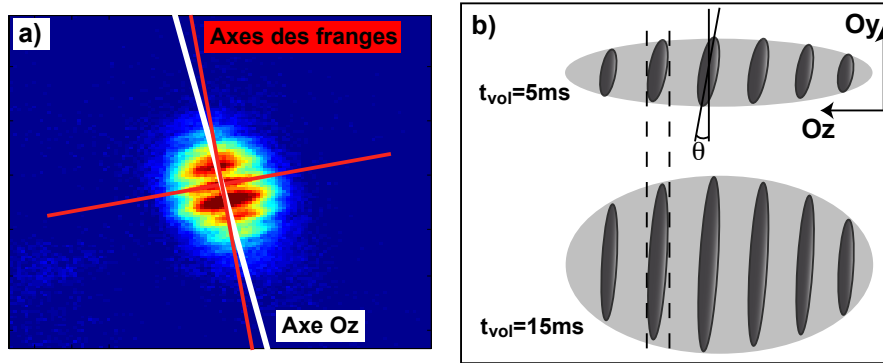 a)
Axes des franges
Axe Oz
b)
Oy
t_vol=5ms
Oz
θ
t_vol=15ms